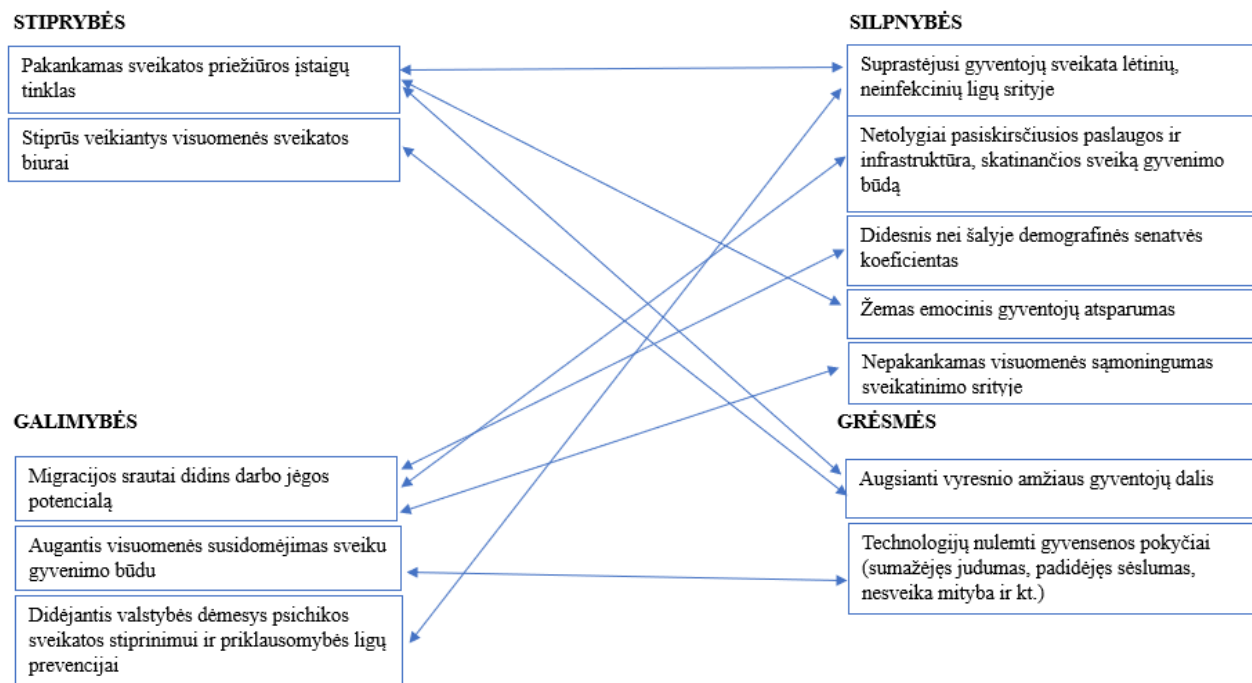 STIPRYBĖS
Pakankamas sveikatos priežiūros įstaigų
tinklas
Stiprūs veikiantys visuomenės sveikatos
biurai
SILPNYBĖS
Suprastėjusi gyventojų sveikata lėtinių,
neinfekcinių ligų srityje
Netolygiai pasiskirsčiusios paslaugos ir
infrastruktūra, skatinančios sveiką gyvenimo
būdą
Didesnis nei šalyje demografinės senatvės
koeficientas
Žemas emocinis gyventojų atsparumas
Nepakankamas visuomenės sąmoningumas
sveikatinimo srityje
GALIMYBĖS
Migracijos srautai didins darbo jėgos
potencialą
Augantis visuomenės susidomėjimas sveiku
gyvenimo būdu
Didėjantis valstybės dėmesys psichikos
sveikatos stiprinimui ir priklausomybės ligų
prevencijai
GRĖSMĖS
Augsianti vyresnio amžiaus gyventojų dalis
Technologijų nulemti gyvensenos pokyčiai
(sumažėjęs judumas, padidėjęs sėslumas,
nesveika mityba ir kt.)